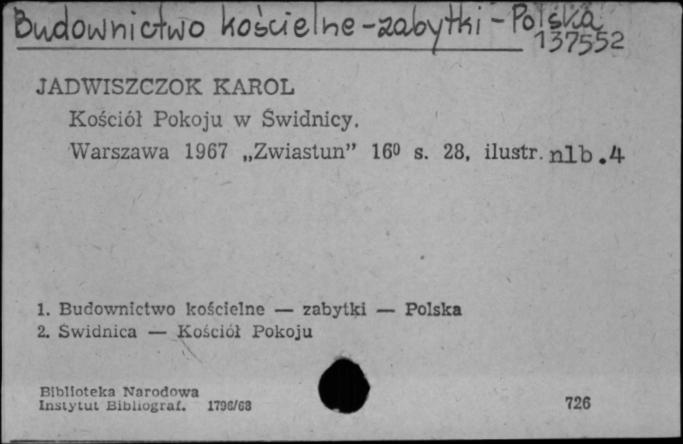 Budownictwo kościelne - zabytki - Polska
137552
JADWISZCZOK KAROL
Kościół Pokoju w Świdnicy.
Warszawa 1967 „Zwiastun” 16⁰ s. 28, ilustr. nlb.4
1. Budownictwo kościelne — zabytki — Polska
2. Świdnica — Kościół Pokoju
Biblioteka Narodowa
Instytut Bibliograf. 1796/68
726